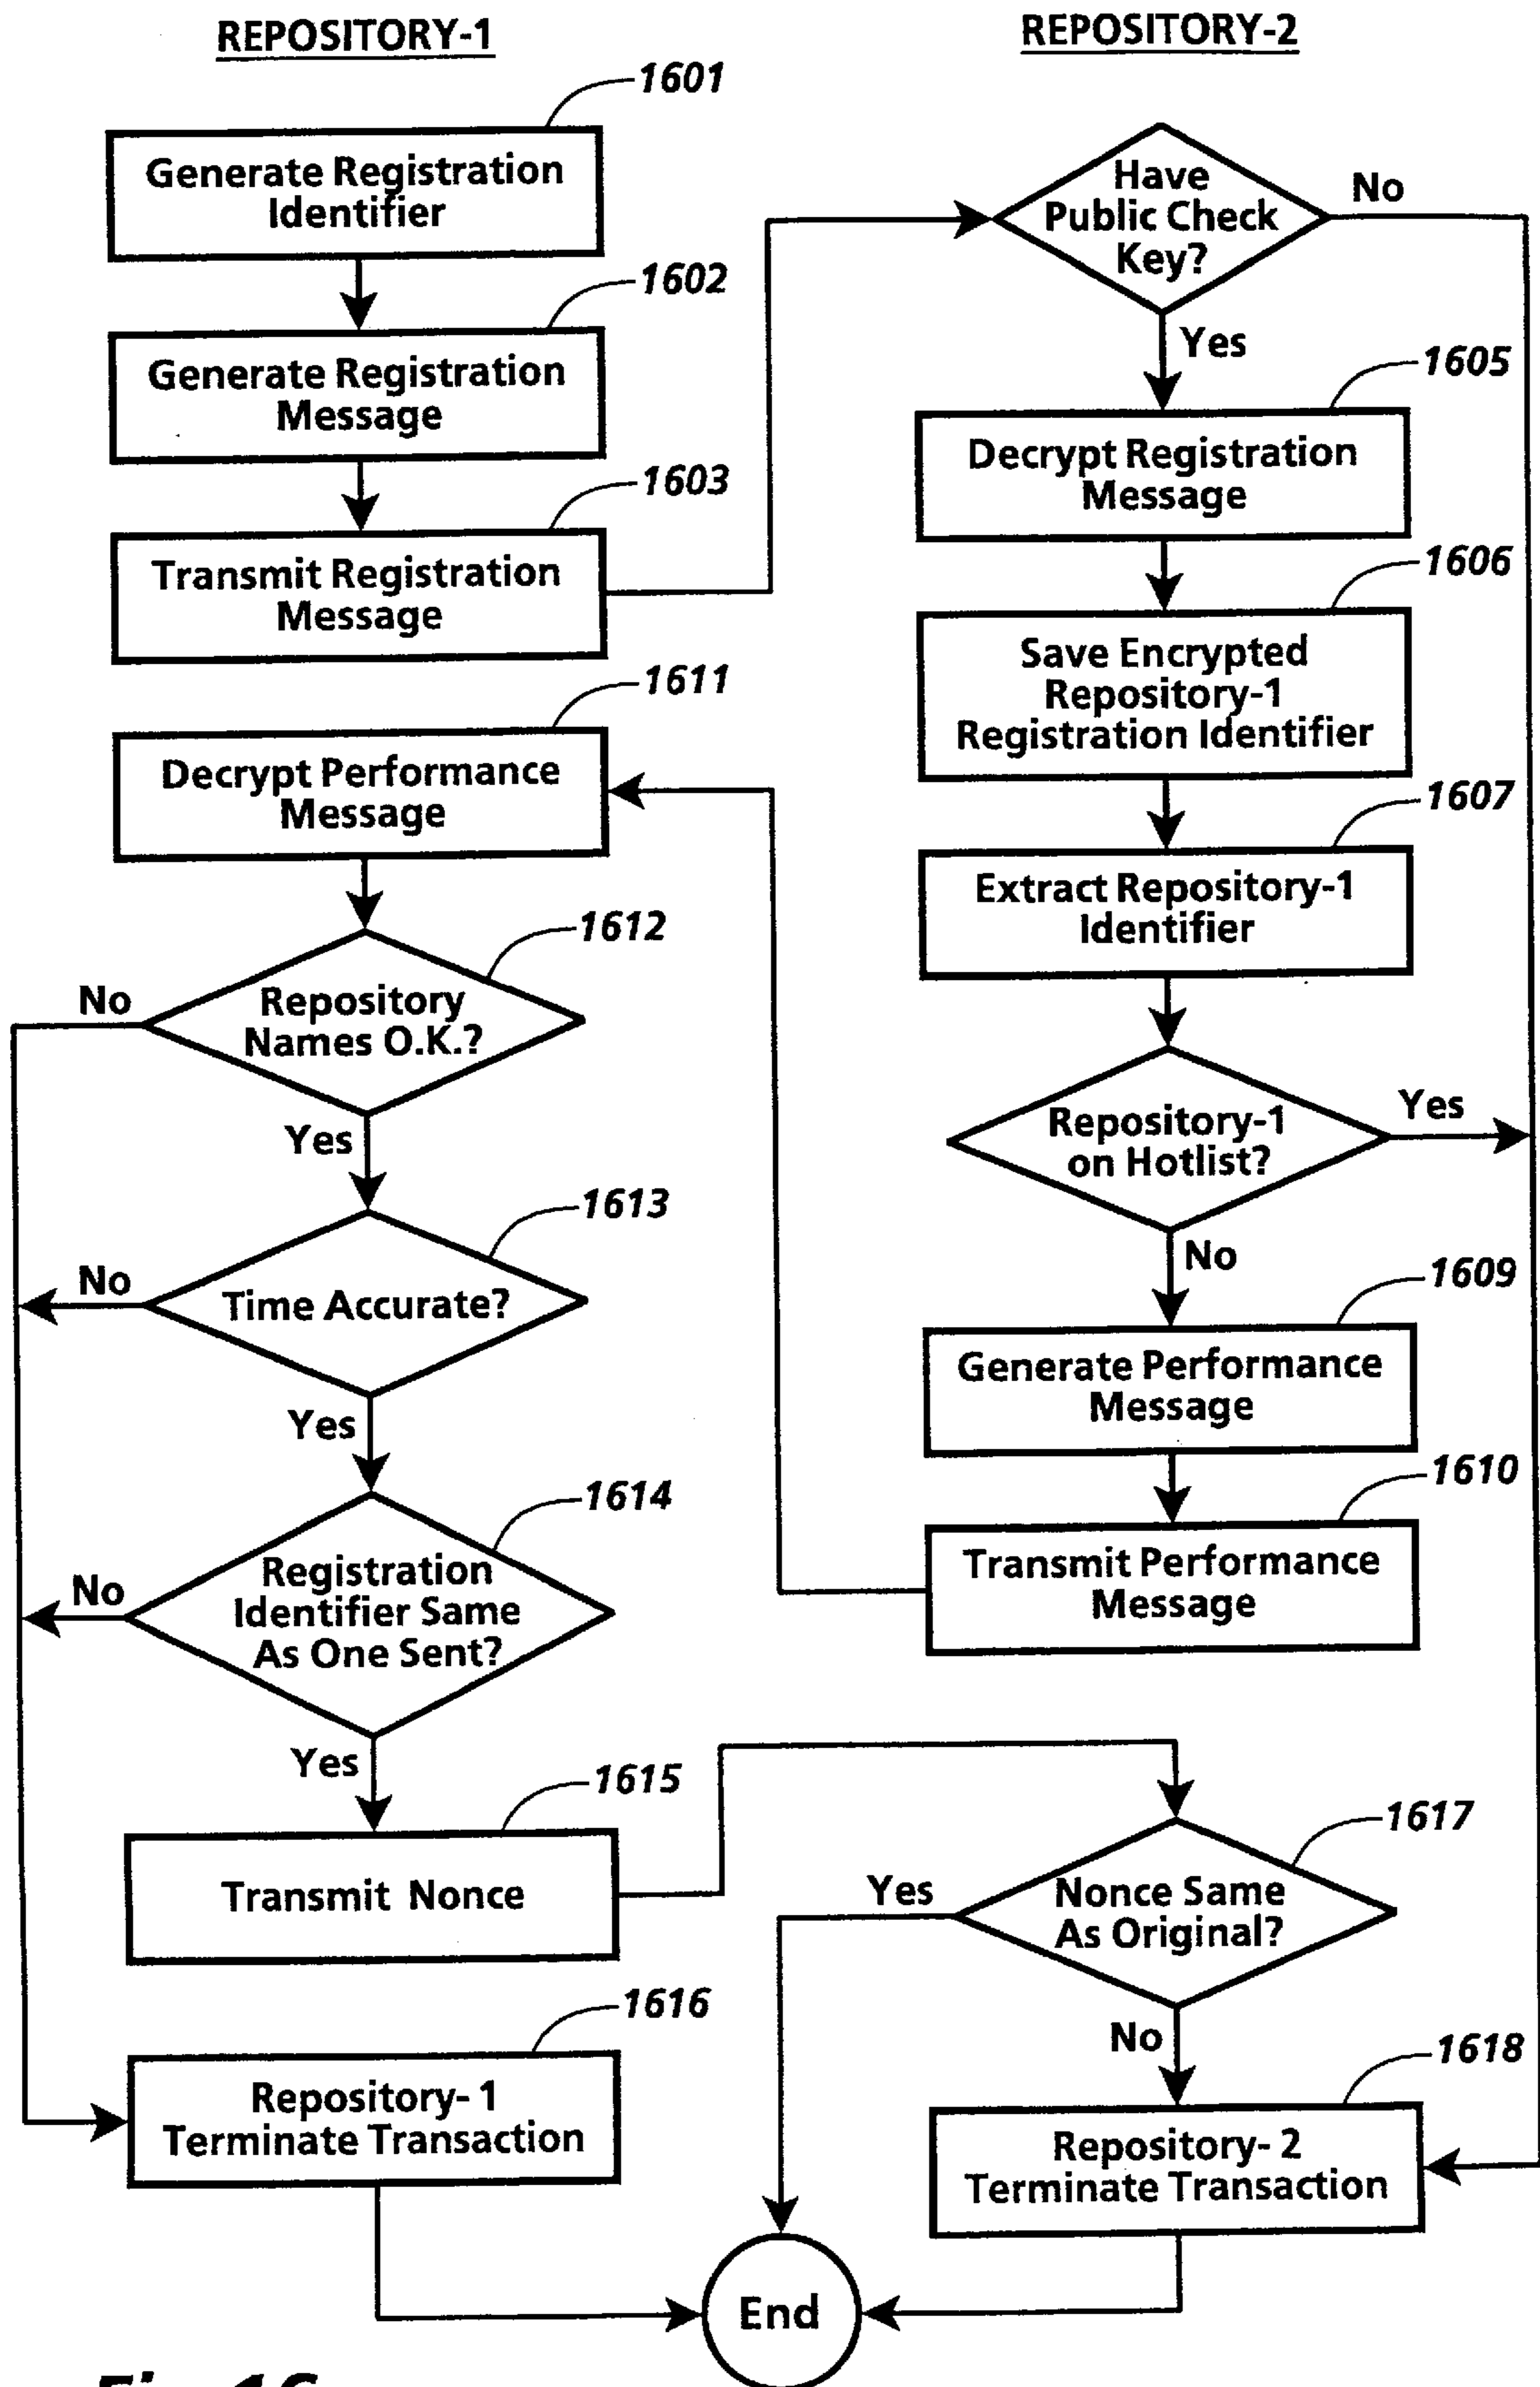 REPOSITORY-1
1601
Generate Registration
Identifier
1602
Generate Registration
Message
1603
Transmit Registration
Message
1611
Decrypt Performance
Message
1612
Repository
Names O.K.?
No
Yes
1613
Time Accurate?
No
Yes
1614
Registration
Identifier Same
As One Sent?
No
Yes
1615
Transmit Nonce
1616
Repository- 1
Terminate Transaction
REPOSITORY-2
Have
Public Check
Key?
No
Yes
1605
Decrypt Registration
Message
1606
Save Encrypted
Repository-1
Registration Identifier
1607
Extract Repository-1
Identifier
Repository-1
on Hotlist?
Yes
No
1609
Generate Performance
Message
1610
Transmit Performance
Message
1617
Nonce Same
As Original?
Yes
No
1618
Repository- 2
Terminate Transaction
End